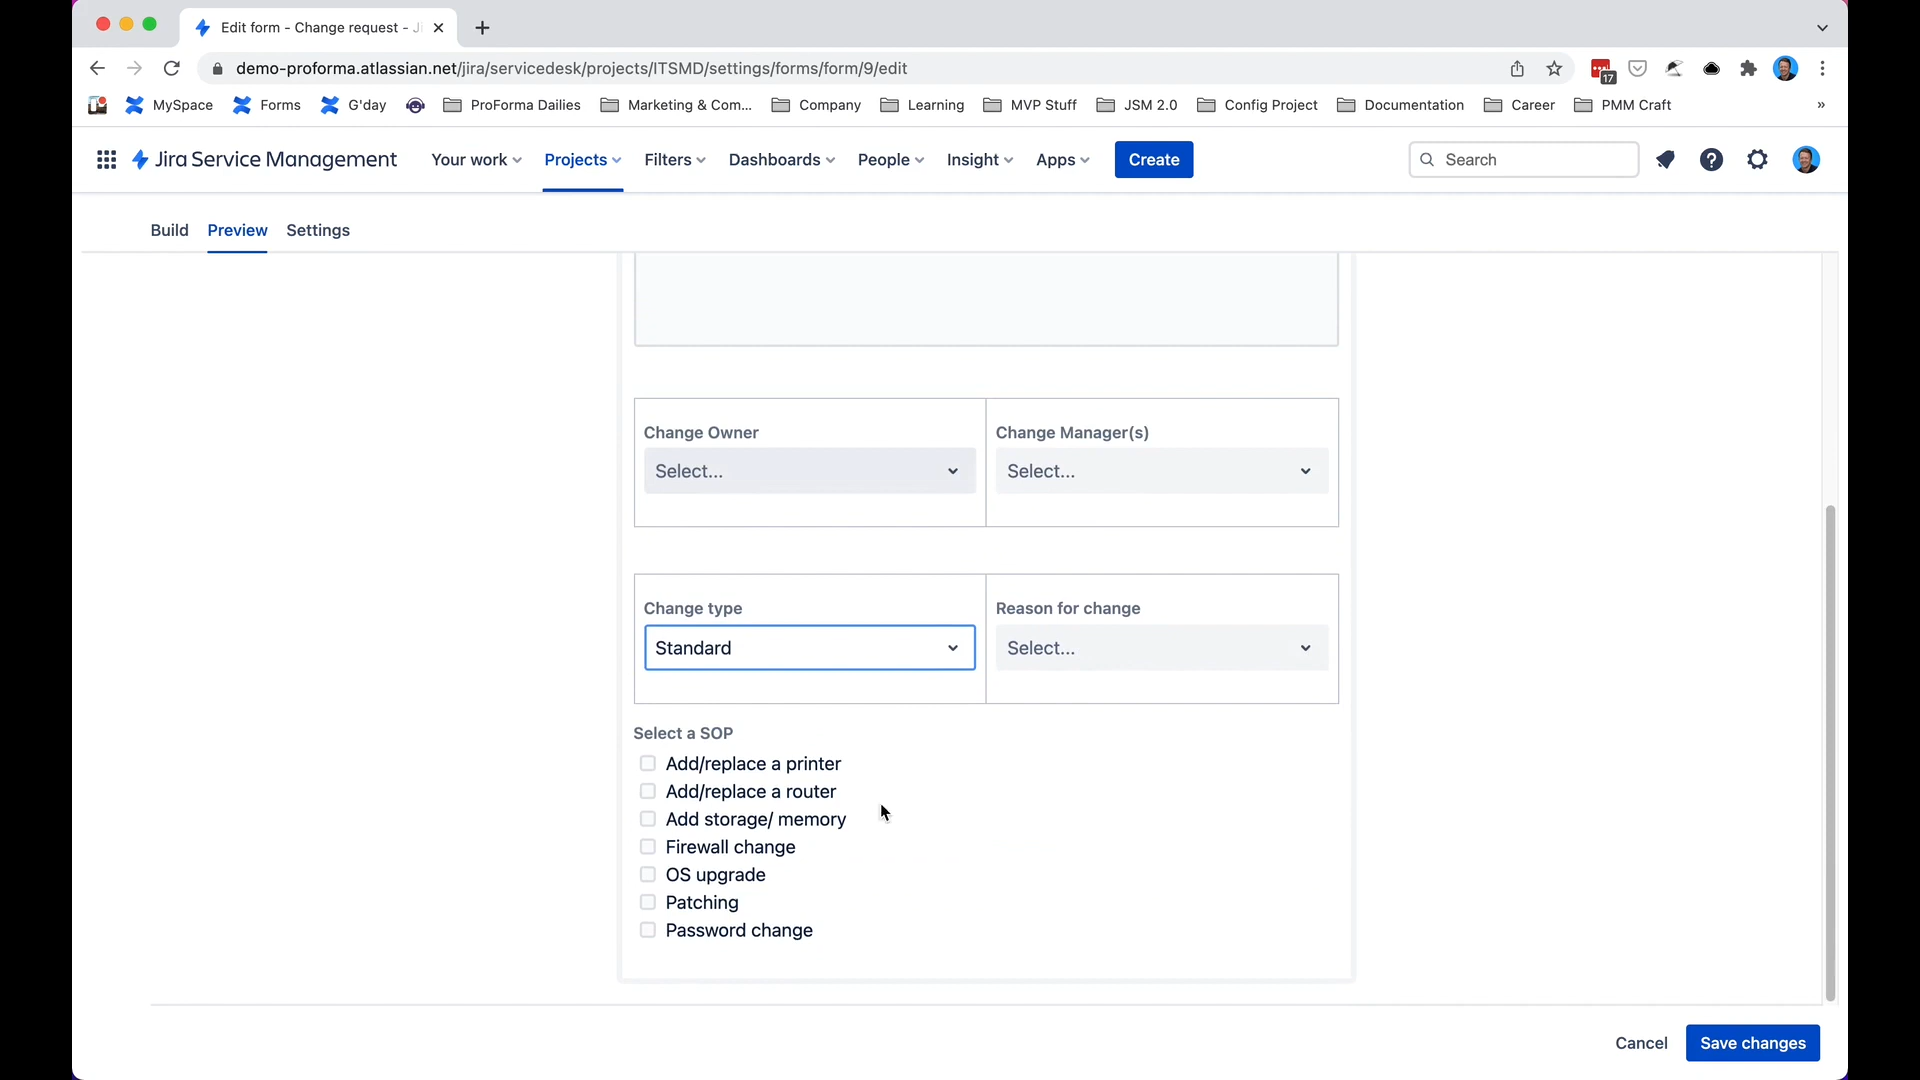 Edit form - Change request - Ji
demo-proforma.atlassian.net/jira/servicedesk/projects/ITSMD/settings/forms/form/9/edit
17
MySpace Forms G'day ProForma Dailies Marketing & Com... Company Learning MVP Stuff JSM 2.0 Config Project Documentation Career PMM Craft »
Jira Service Management Your work Projects Filters Dashboards People Insight Apps Create Search
Build Preview Settings
Change Owner Change Manager(s)
Select... Select...
Change type Reason for change
Standard Select...
Select a SOP
Add/replace a printer
Add/replace a router
Add storage/ memory
Firewall change
OS upgrade
Patching
Password change
Cancel Save changes